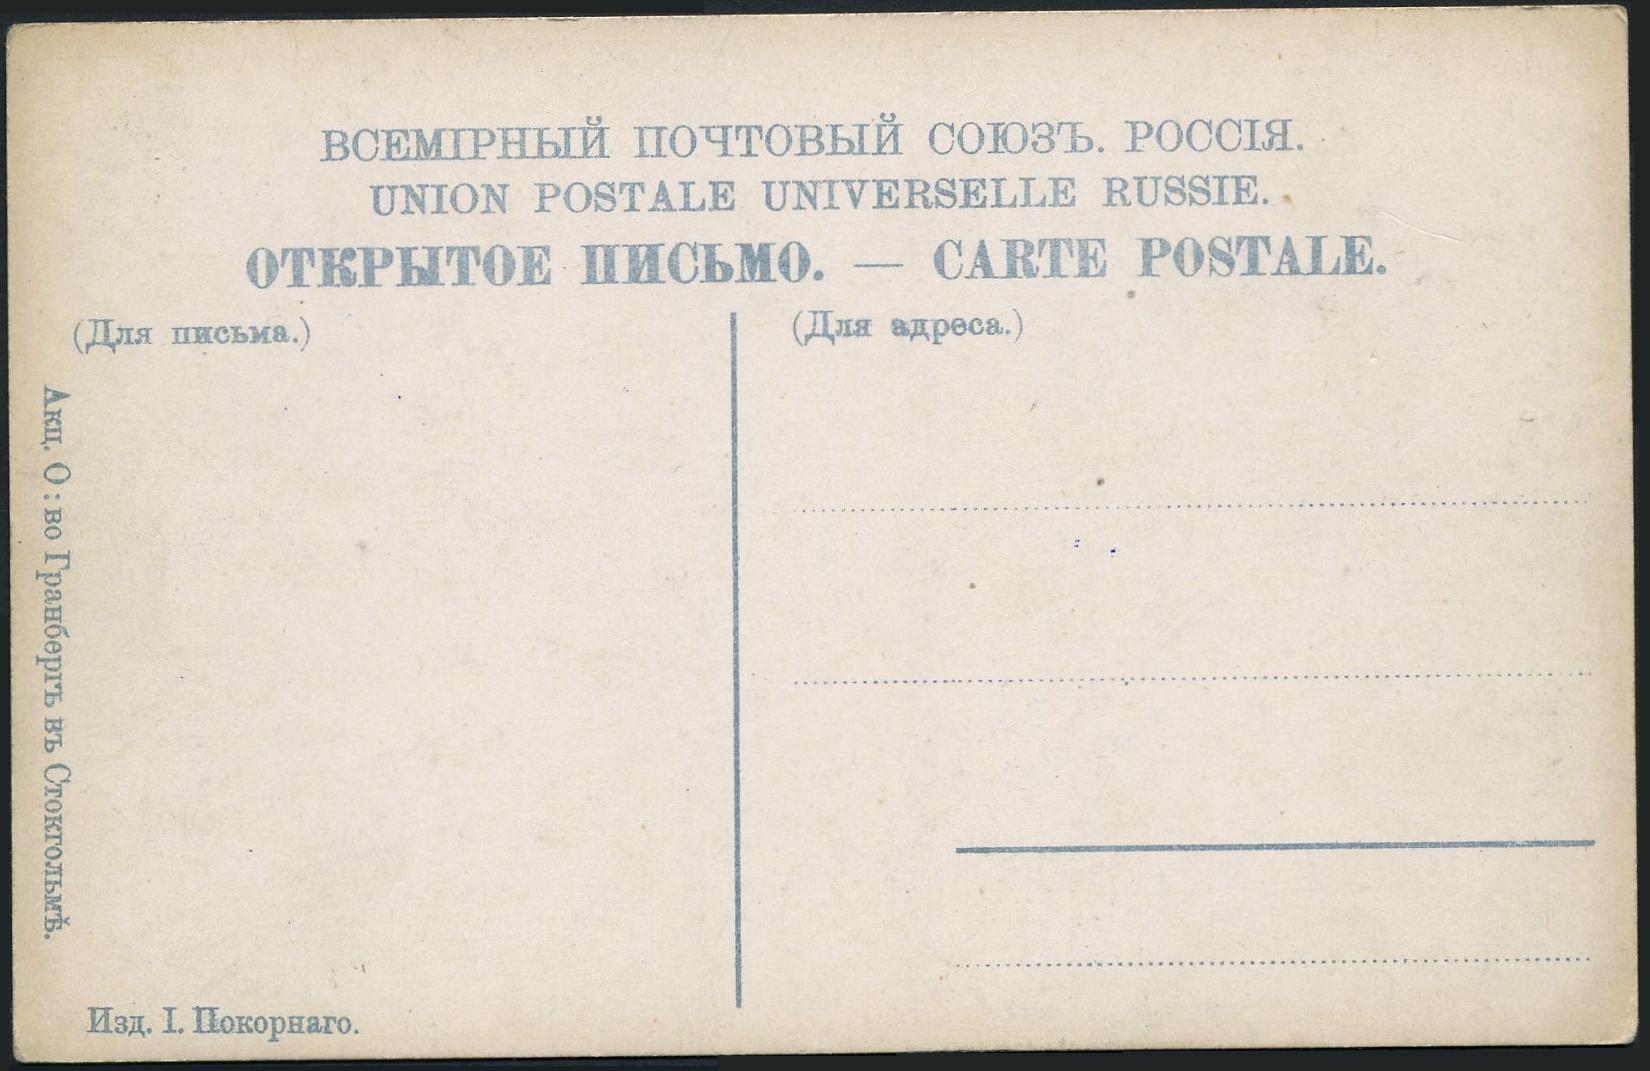 ВСЕМІРНЫЙ ПОЧТОВЫЙ СОЮЗЪ. РОССІЯ.
UNION POSTALE UNIVERSELLE RUSSIE.
ОТКРЫТОЕ ПИСЬМО. — CARTE POSTALE.
(Для письма.)
(Для адреса.)
Акц. О: во Гранбергъ въ Стокгольмѣ.
Изд. І. Покорнаго.